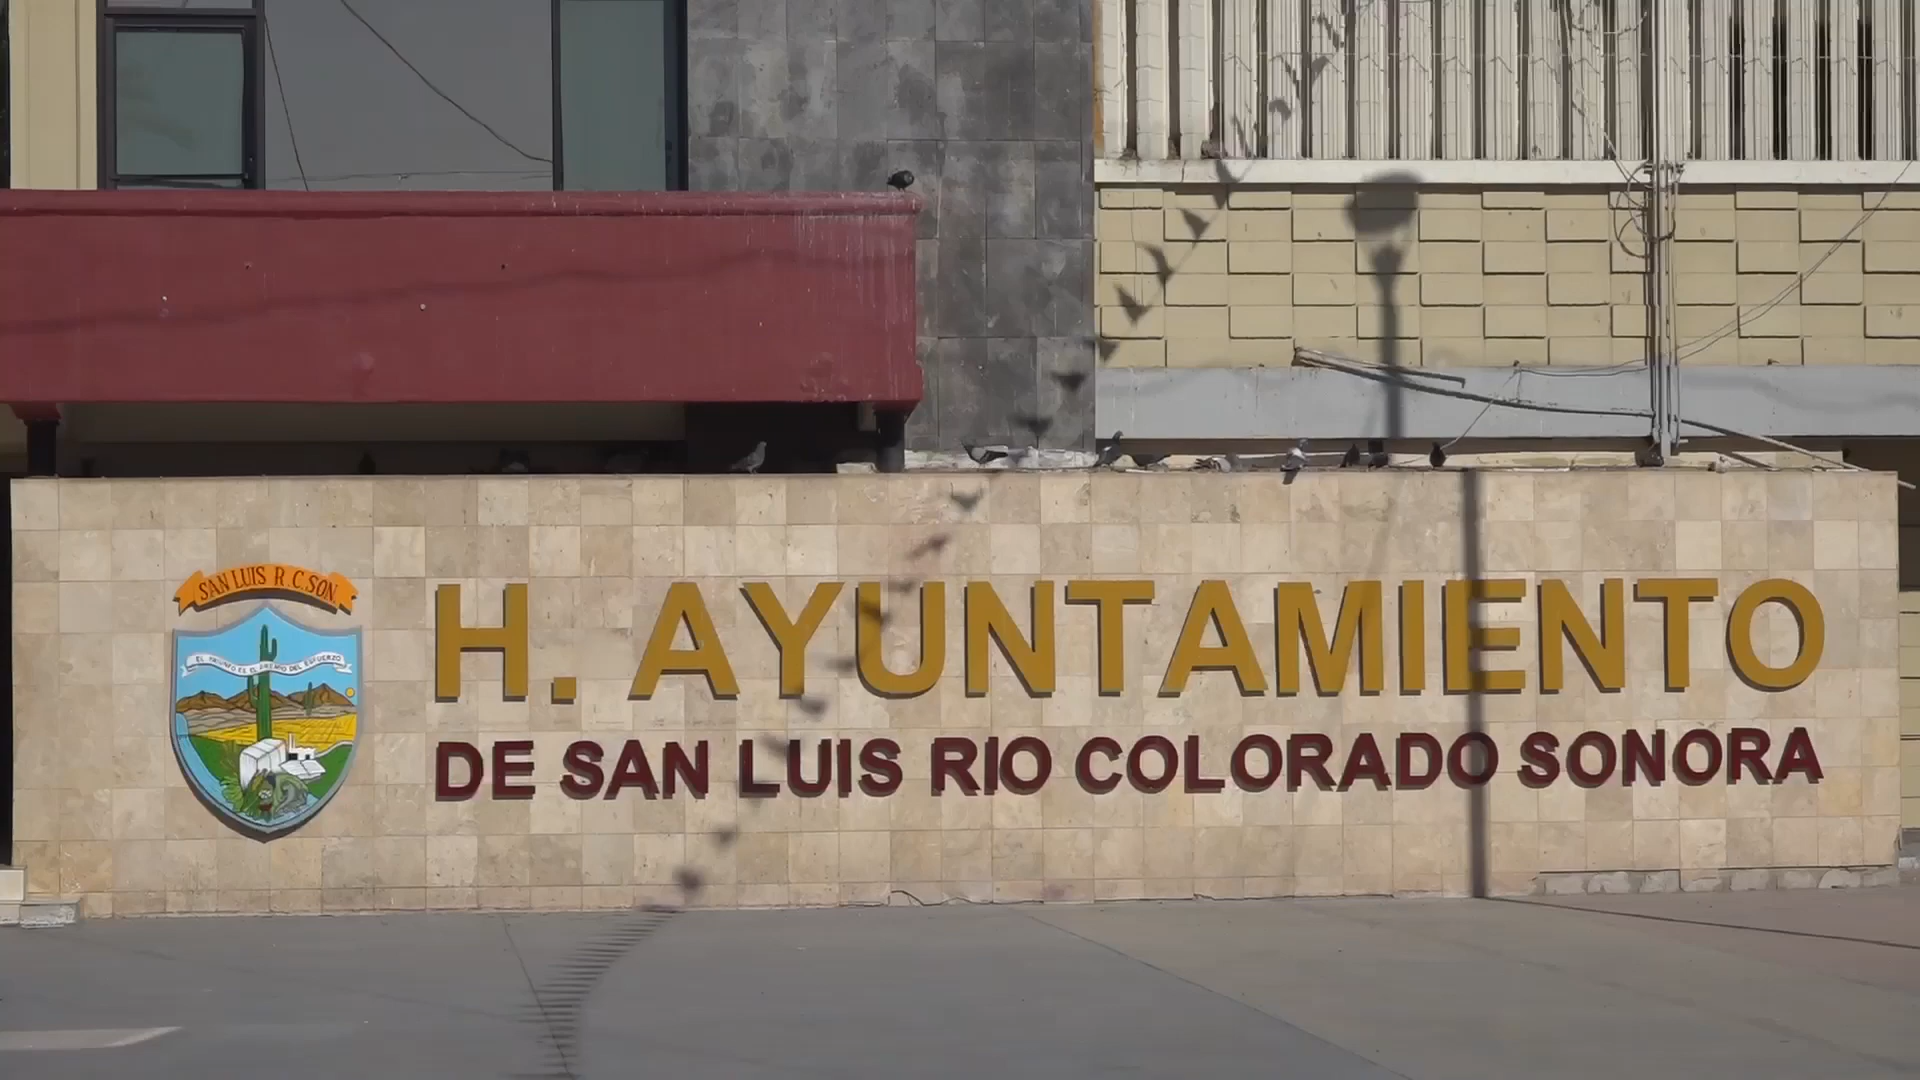 SAN LUIS R.C.SON.
EL TRIUNFO ES EL PREMIO DEL ESFUERZO
H. AYUNTAMIENTO
DE SAN LUIS RIO COLORADO SONORA